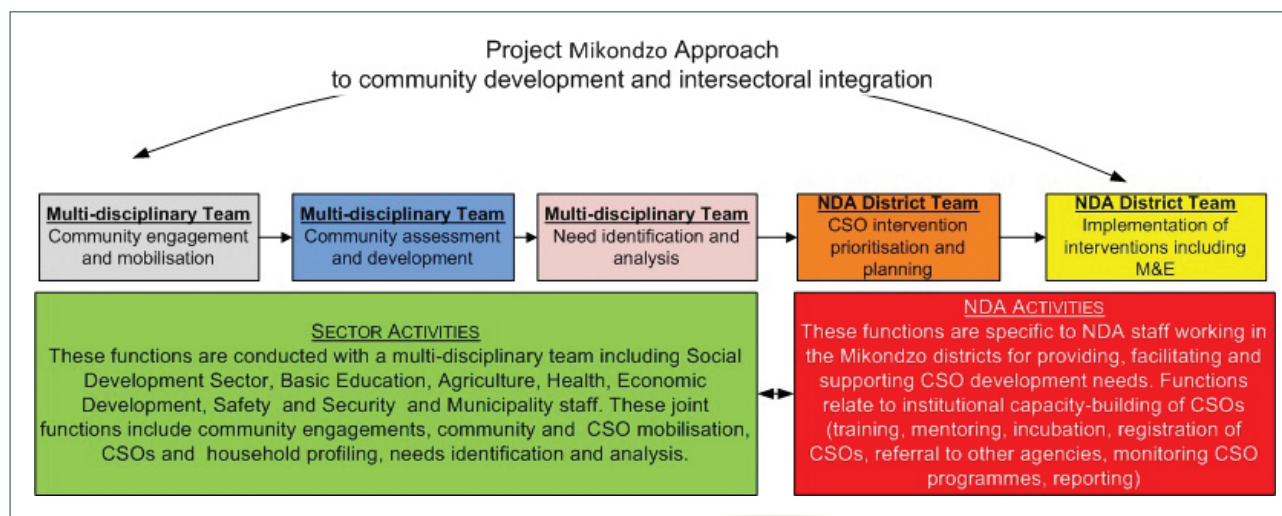 Project Mikondzo Approach
to community development and intersectoral integration
Multi-disciplinary Team
Community engagement
and mobilisation
Multi-disciplinary Team
Community assessment
and development
Multi-disciplinary Team
Need identification and
analysis
NDA District Team
CSO intervention
prioritisation and
planning
NDA District Team
Implementation of
interventions including
M&E
SECTOR ACTIVITIES
These functions are conducted with a multi-disciplinary team including Social
Development Sector, Basic Education, Agriculture, Health, Economic
Development, Safety and Security and Municipality staff. These joint
functions include community engagements, community and CSO mobilisation,
CSOs and household profiling, needs identification and analysis.
NDA ACTIVITIES
These functions are specific to NDA staff working in
the Mikondzo districts for providing, facilitating and
supporting CSO development needs. Functions
relate to institutional capacity-building of CSOs
(training, mentoring, incubation, registration of
CSOs, referral to other agencies, monitoring CSO
programmes, reporting)